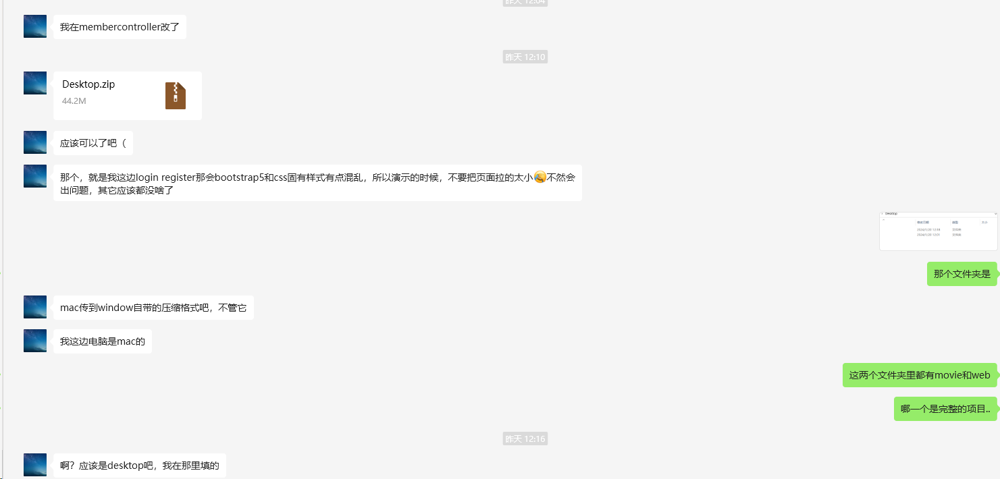 昨天 12:04
我在membercontroller改了
昨天 12:10
Desktop.zip
44.2M
应该可以了吧（
那个，就是我这边login register那会bootstrap5和css固有样式有点混乱，所以演示的时候，不要把页面拉的太小不然会
出问题，其它应该都没啥了
Desktop
那个文件夹是
mac传到window自带的压缩格式吧，不管它
我这边电脑是mac的
这两个文件夹里都有movie和web
哪一个是完整的项目..
昨天 12:16
啊？应该是desktop吧，我在那里填的